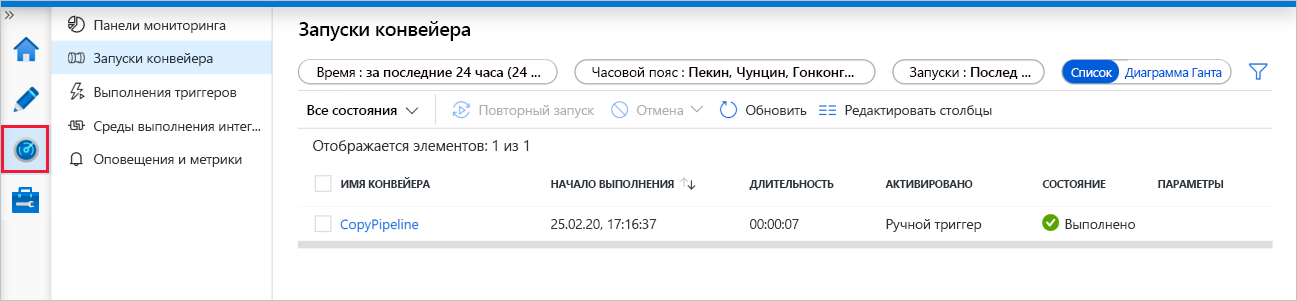 Панели мониторинга
Запуски конвейера
Выполнения триггеров
Среды выполнения интег...
Оповещения и метрики
Запуски конвейера
Время : за последние 24 часа (24 ...
Часовой пояс : Пекин, Чунцин, Гонконг...
Запуски : Послед ...
Список
Диаграмма Ганта
Все состояния
Повторный запуск
Отмена
Обновить
Редактировать столбцы
Отображается элементов: 1 из 1
ИМЯ КОНВЕЙЕРА НАЧАЛО ВЫПОЛНЕНИЯ ДЛИТЕЛЬНОСТЬ АКТИВИРОВАНО СОСТОЯНИЕ ПАРАМЕТРЫ
CopyPipeline 25.02.20, 17:16:37 00:00:07 Ручной триггер Выполнено